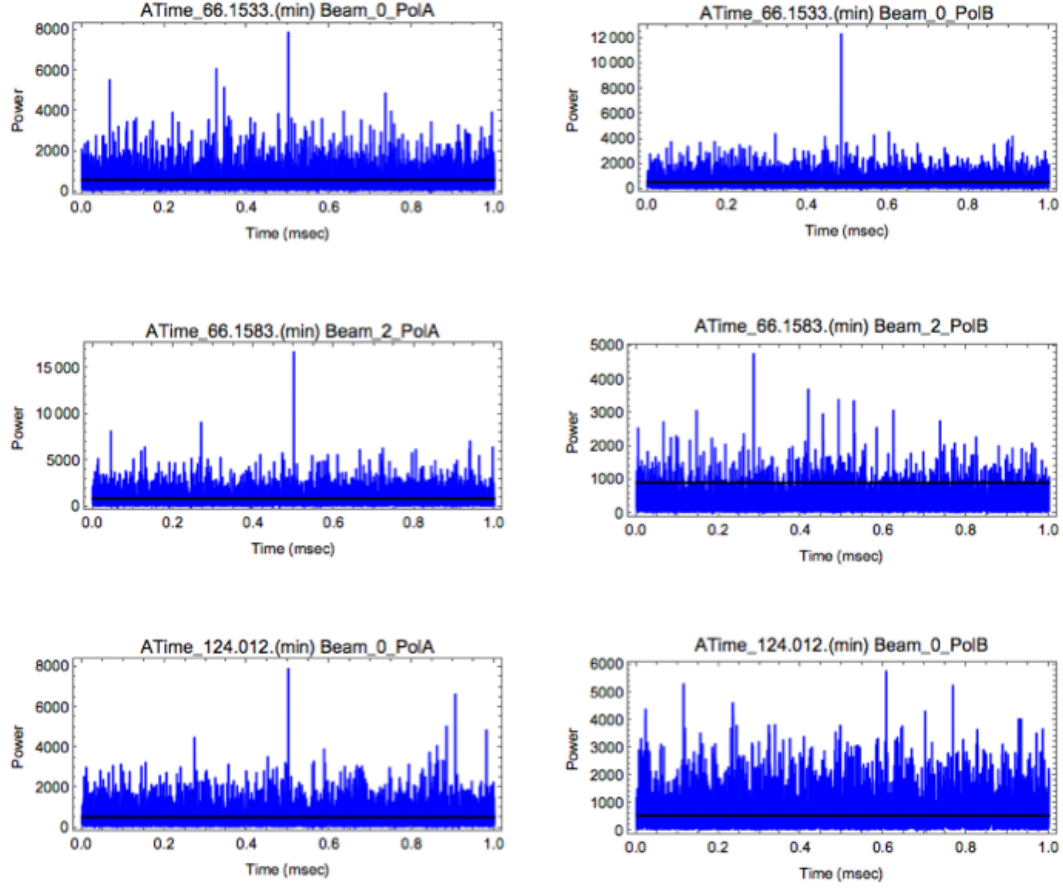 ATime_66.1533.(min) Beam_0_PolA
8000
6000
4000
2000
0
Power
0.0 0.2 0.4 0.6 0.8 1.0
Time (msec)
ATime_66.1533.(min) Beam_0_PolB
12 000
10 000
8000
6000
4000
2000
0
Power
0.0 0.2 0.4 0.6 0.8 1.0
Time (msec)
ATime_66.1583.(min) Beam_2_PolA
15 000
10 000
5000
0
Power
0.0 0.2 0.4 0.6 0.8 1.0
Time (msec)
ATime_66.1583.(min) Beam_2_PolB
5000
4000
3000
2000
1000
0
Power
0.0 0.2 0.4 0.6 0.8 1.0
Time (msec)
ATime_124.012.(min) Beam_0_PolA
8000
6000
4000
2000
0
Power
0.0 0.2 0.4 0.6 0.8 1.0
Time (msec)
ATime_124.012.(min) Beam_0_PolB
6000
5000
4000
3000
2000
1000
0
Power
0.0 0.2 0.4 0.6 0.8 1.0
Time (msec)